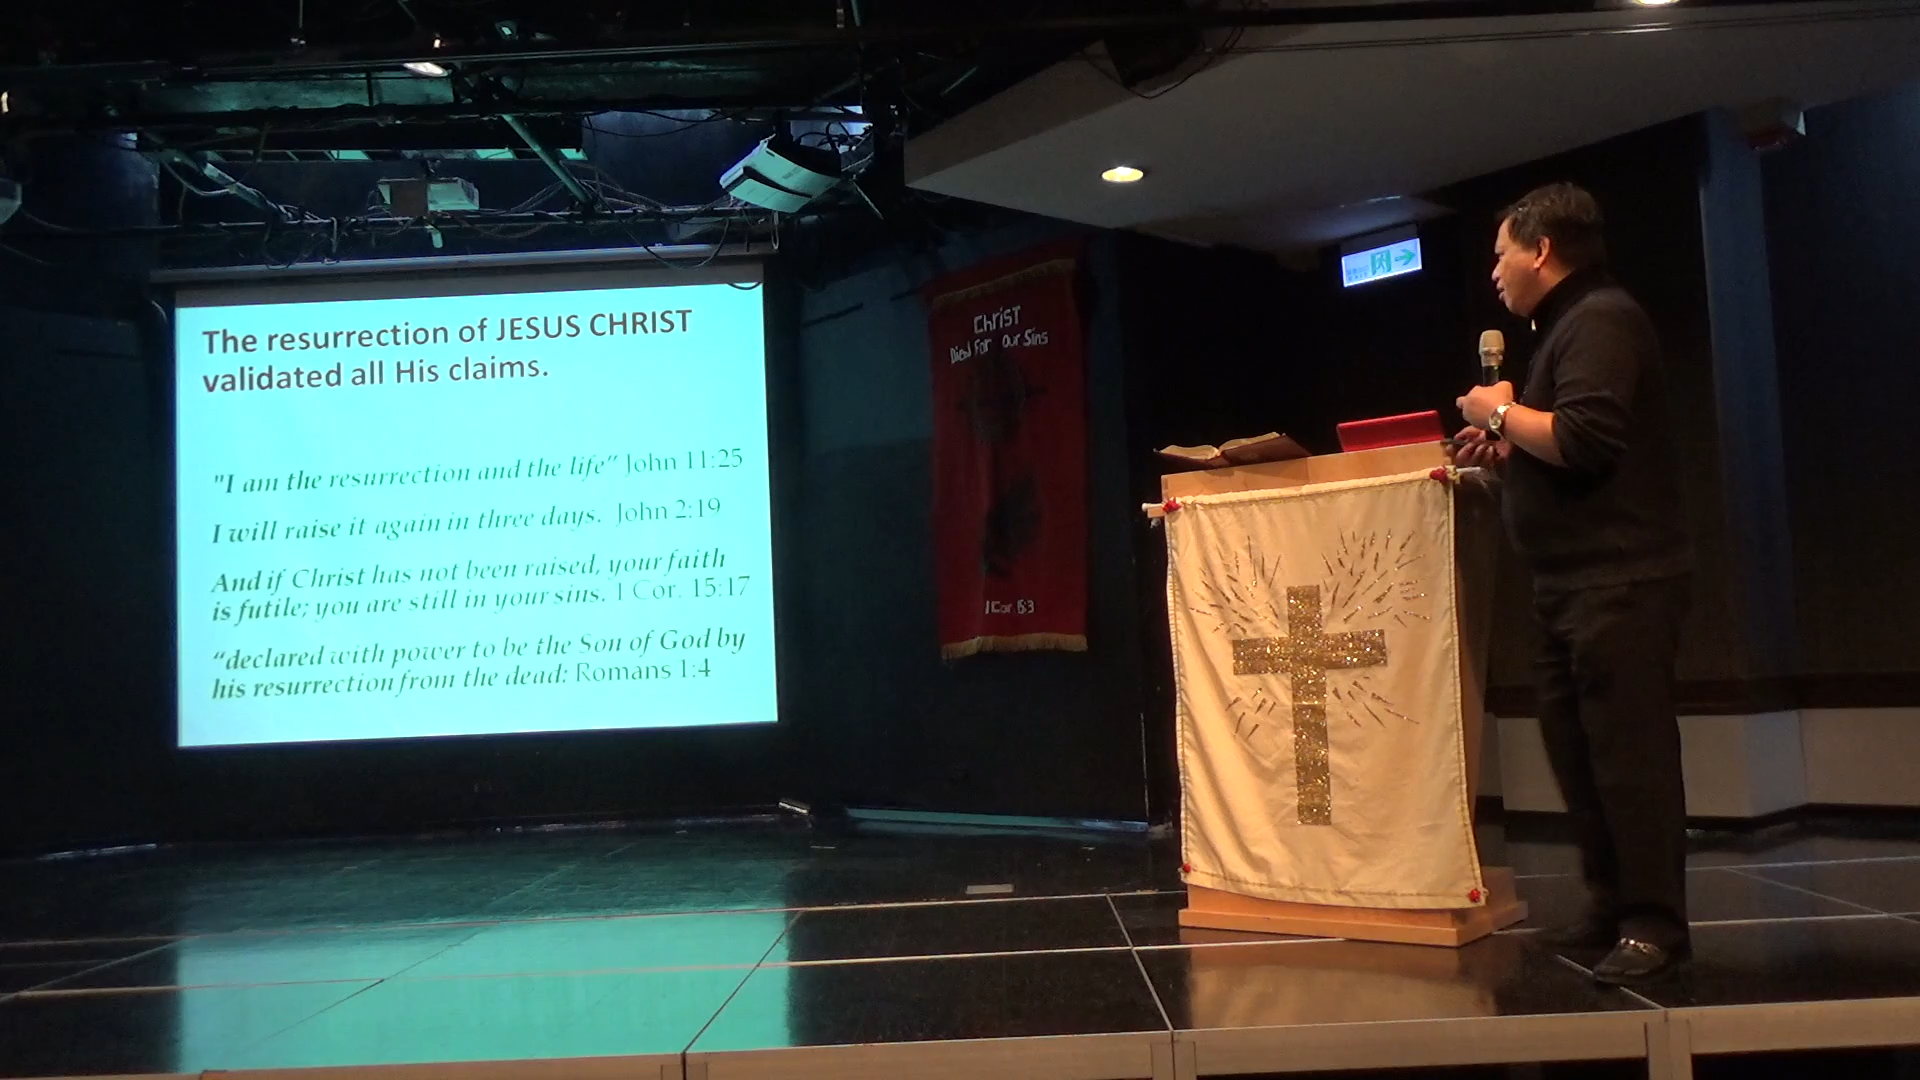 The resurrection of JESUS CHRIST
validated all His claims.
"I am the resurrection and the life" John 11:25
I will raise it again in three days. John 2:19
And if Christ has not been raised, your faith
is futile; you are still in your sins. 1 Cor. 15:17
“declared with power to be the Son of God by
his resurrection from the dead: Romans 1:4
Christ
Died For Our Sins
1 Cor. 15:3